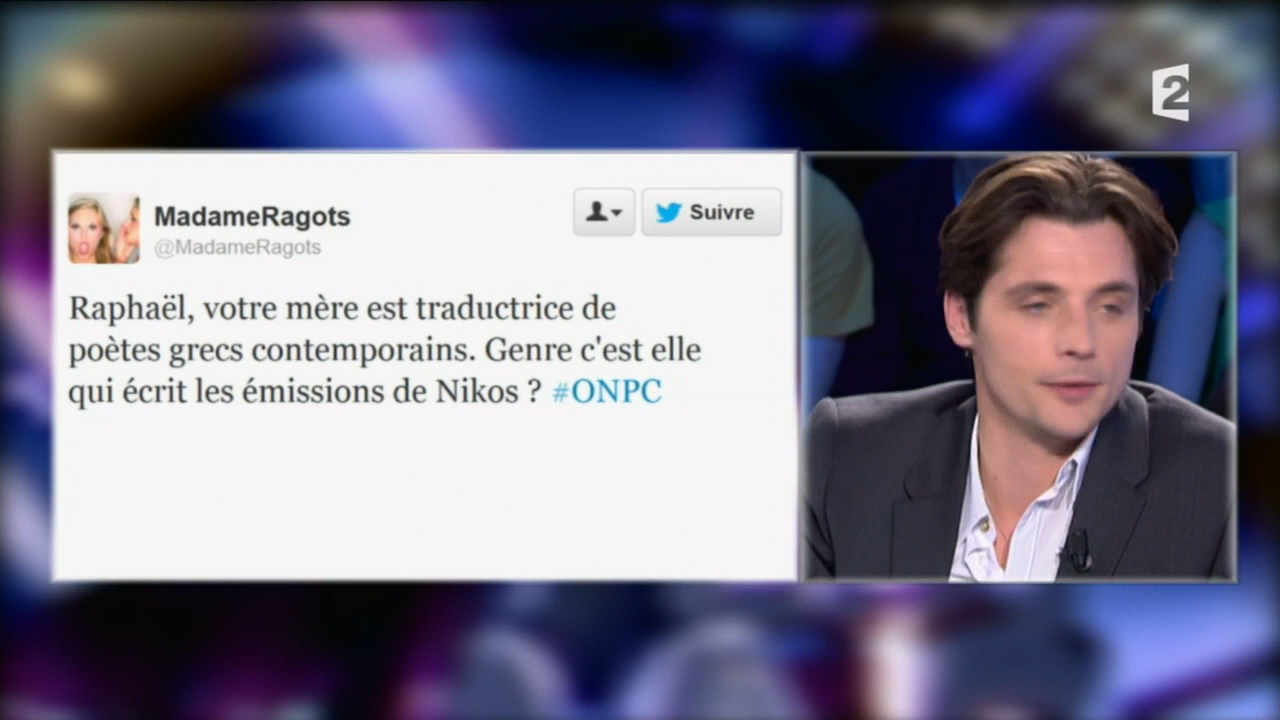 2
MadameRagots
Suivre
@MadameRagots
Raphaël, votre mère est traductrice de
poètes grecs contemporains. Genre c'est elle
qui écrit les émissions de Nikos ? #ONPC